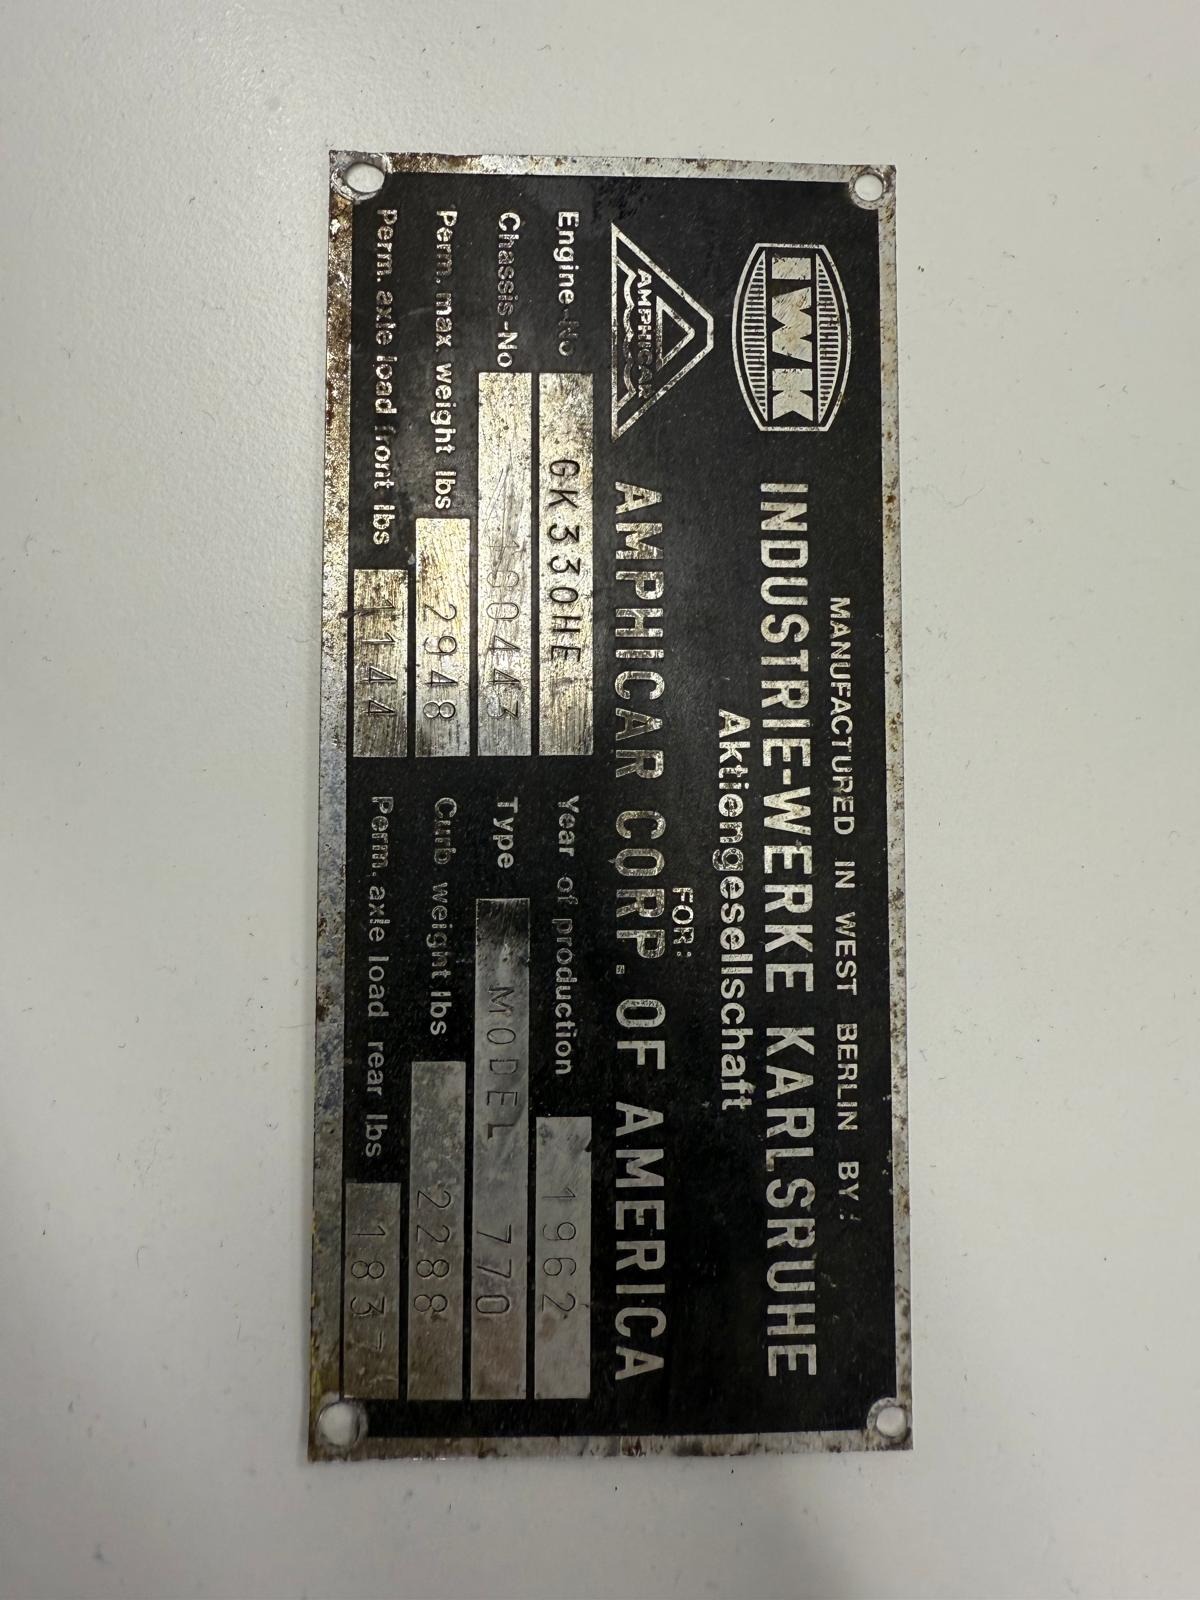 MANUFACTURED IN WEST BERLIN BY:
IWK INDUSTRIE-WERKE KARLSRUHE
Aktiengesellschaft
FOR:
AMPHICAR AMPHICAR CORP. OF AMERICA
Engine-No GK330HE Year of production 1962
Chassis-No 100443 Type MODEL 770
Perm. max. weight lbs 2948 Curb weight lbs 2288
Perm. axle load front lbs 1144 Perm. axle load rear lbs 1837